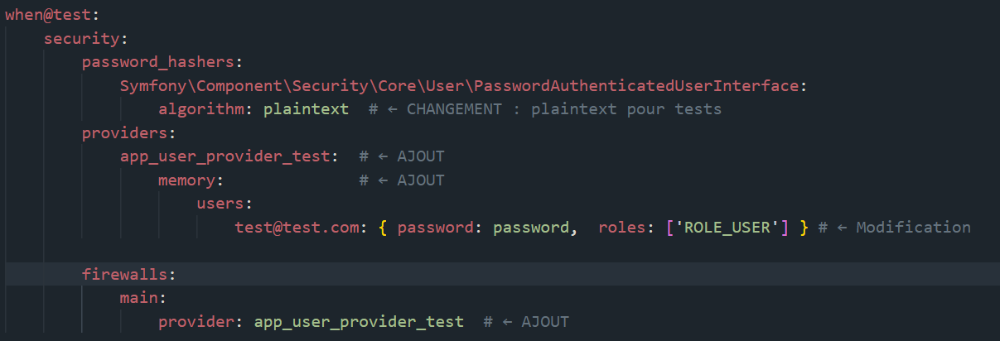 when@test:
    security:
        password_hashers:
            Symfony\Component\Security\Core\User\PasswordAuthenticatedUserInterface:
                algorithm: plaintext  # ← CHANGEMENT : plaintext pour tests
        providers:
            app_user_provider_test:  # ← AJOUT
                memory:              # ← AJOUT
                    users:
                        test@test.com: { password: password,  roles: ['ROLE_USER'] } # ← Modification
        firewalls:
            main:
                provider: app_user_provider_test  # ← AJOUT